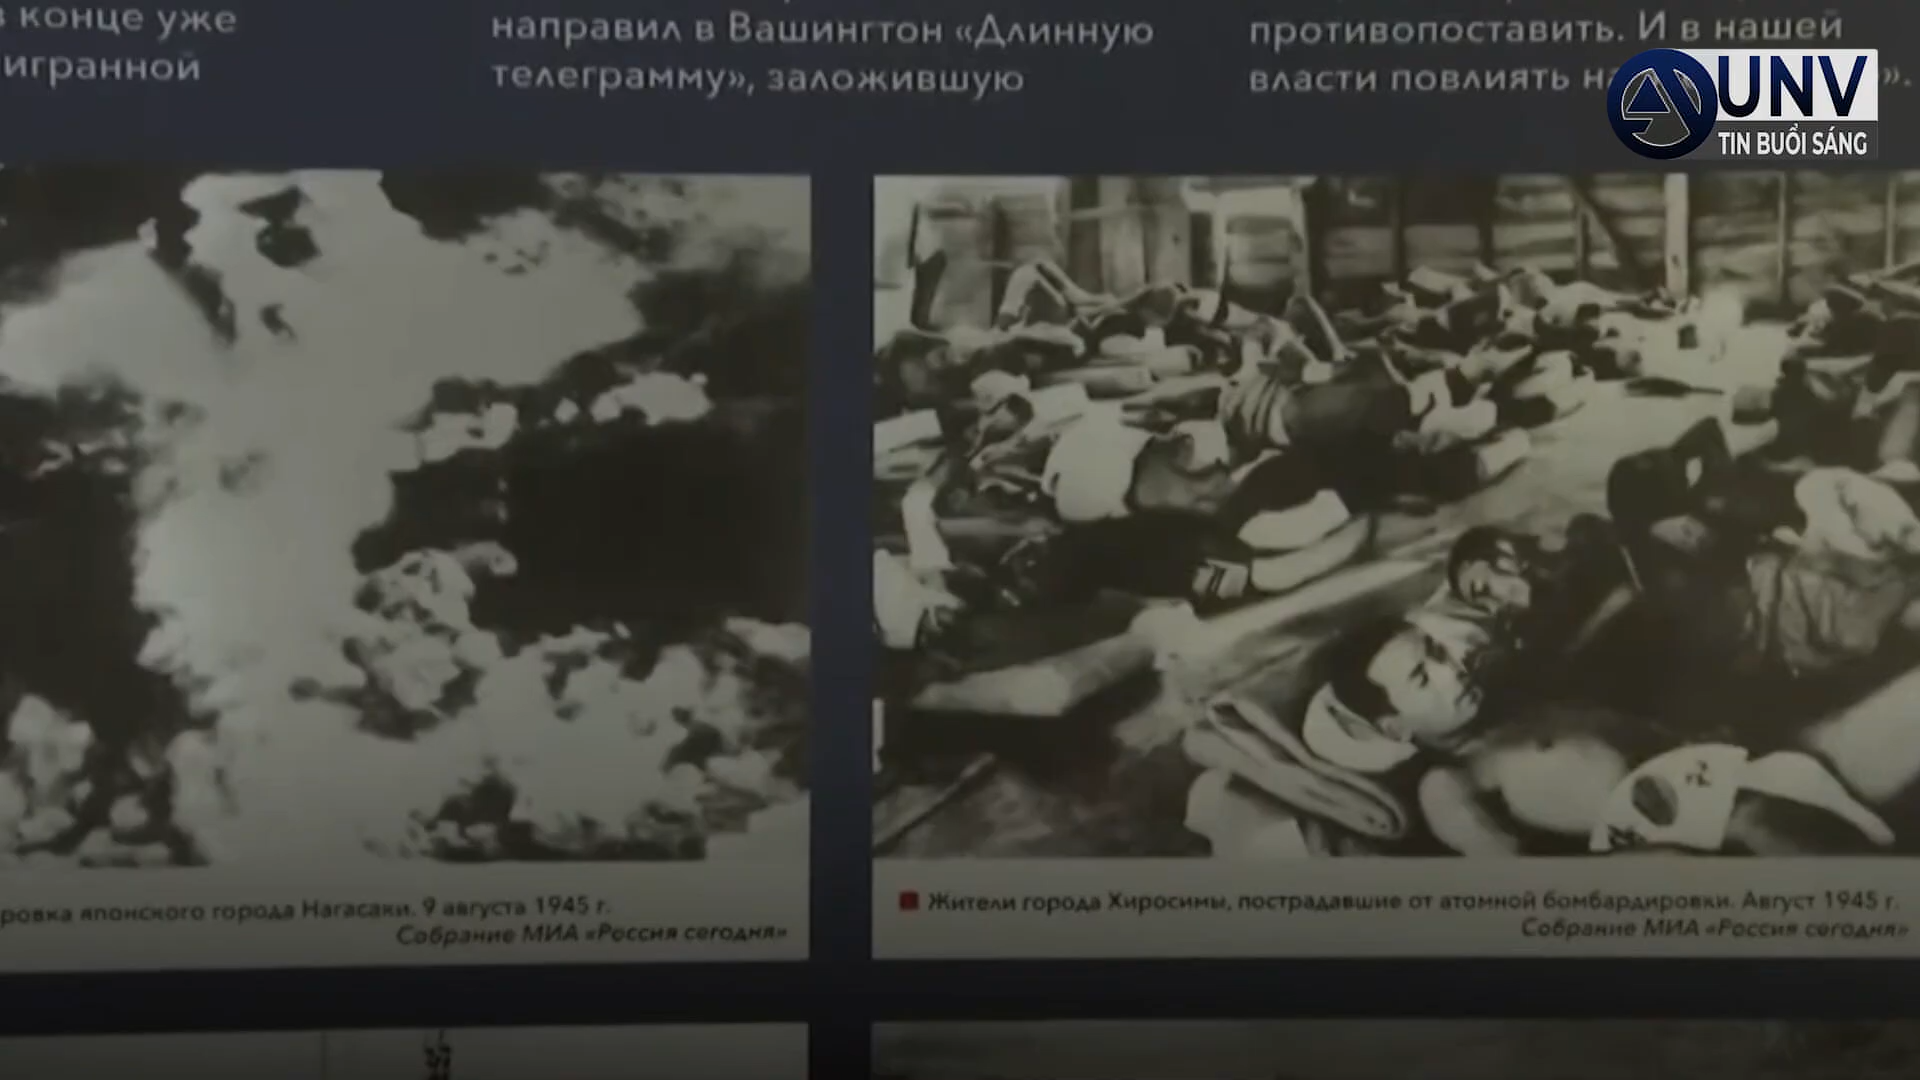 конце уже
игранной
направил в Вашингтон «Длинную
телеграмму», заложившую
противопоставить. И в нашей
власти повлиять на
».
UNV
TIN BUỔI SÁNG
ровка японского города Нагасаки. 9 августа 1945 г.
Собрание МИА «Россия сегодня»
Жители города Хиросимы, пострадавшие от атомной бомбардировки. Август 1945 г.
Собрание МИА «Россия сегодня»